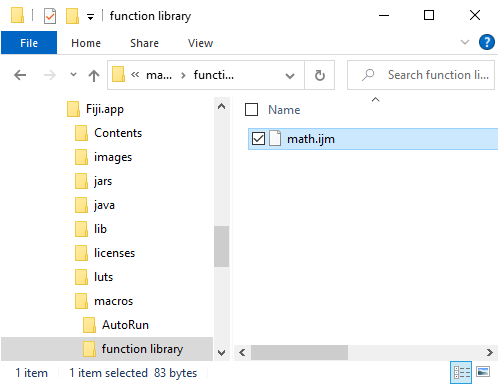 function library
File Home Share View
« ma... › functi... Search function li...
Fiji.app
Contents
images
jars
java
lib
licenses
luts
macros
AutoRun
function library
Name
math.ijm
1 item 1 item selected 83 bytes